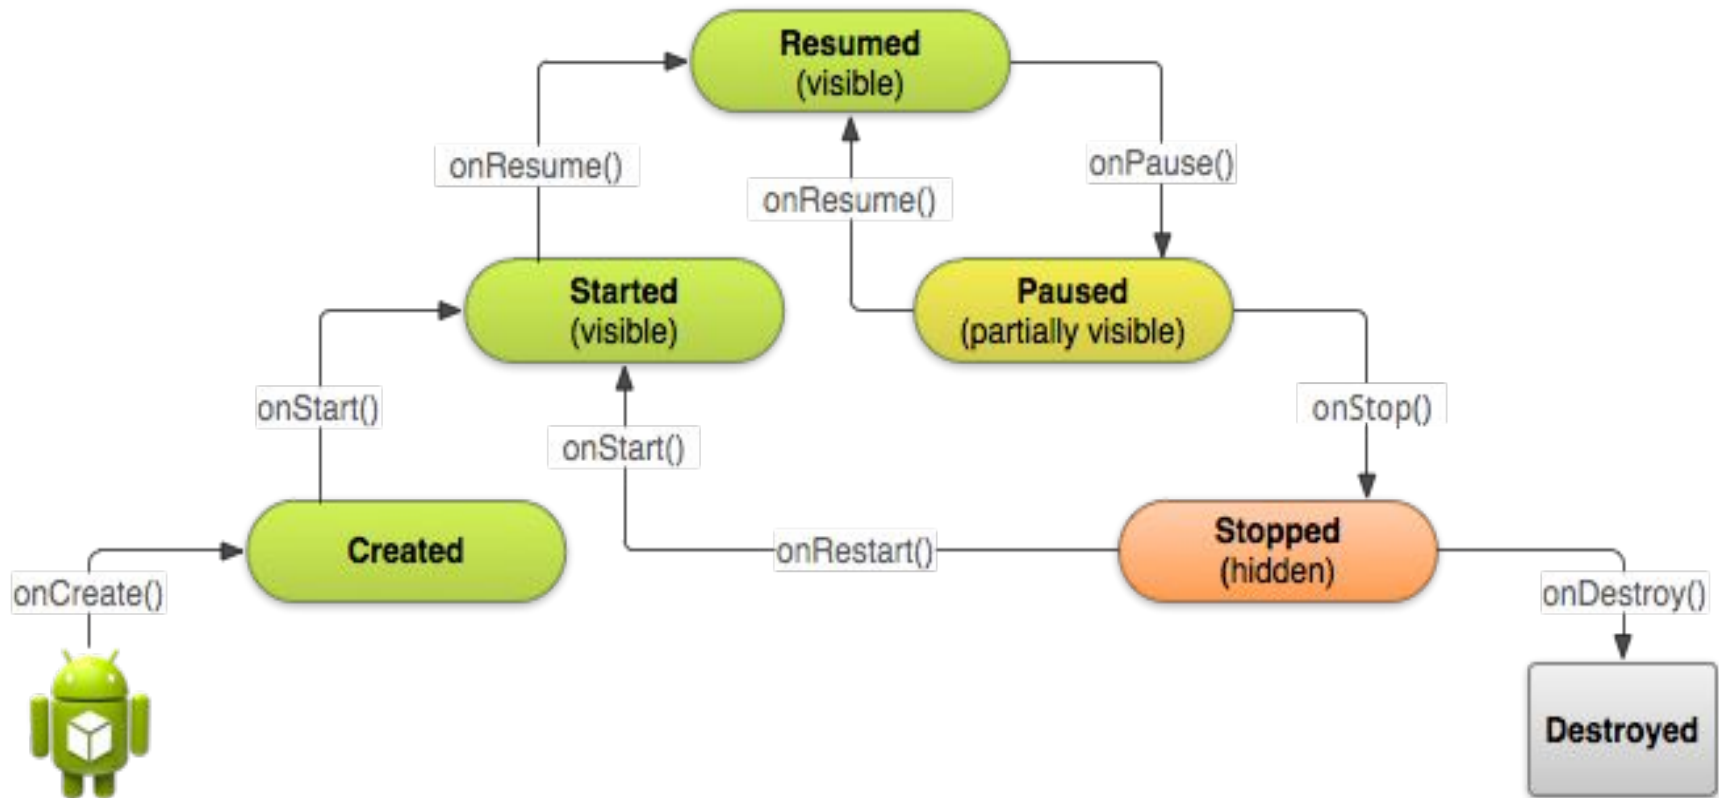 Resumed
(visible)
onResume()
onPause()
onResume()
Started
(visible)
Paused
(partially visible)
onStart()
onStop()
onStart()
Created
onRestart()
Stopped
(hidden)
onCreate()
onDestroy()
Destroyed